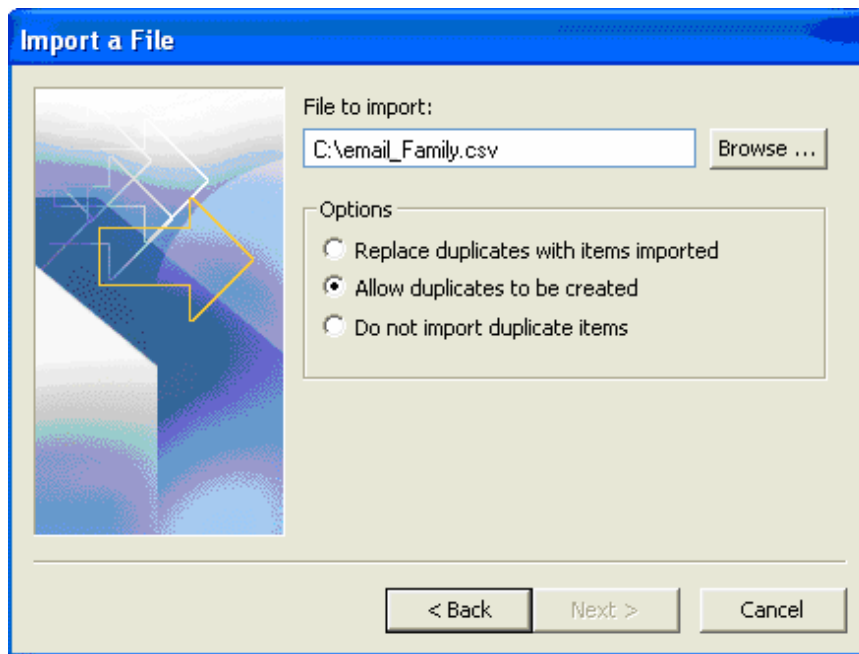 Import a File
File to import:
C:\email_Family.csv
Browse ...
Options
Replace duplicates with items imported
Allow duplicates to be created
Do not import duplicate items
< Back
Next >
Cancel